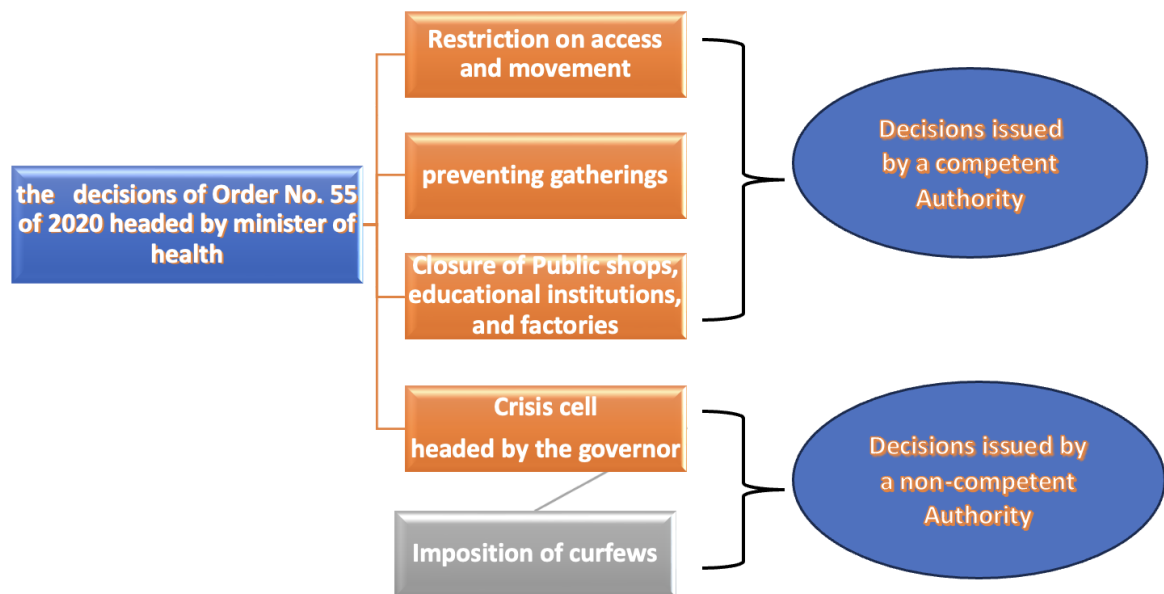 the decisions of Order No. 55
of 2020 headed by minister of
health
Restriction on access
and movement
preventing gatherings
Closure of Public shops,
educational institutions,
and factories
Crisis cell
headed by the governor
Imposition of curfews
Decisions issued
by a competent
Authority
Decisions issued by
a non-competent
Authority